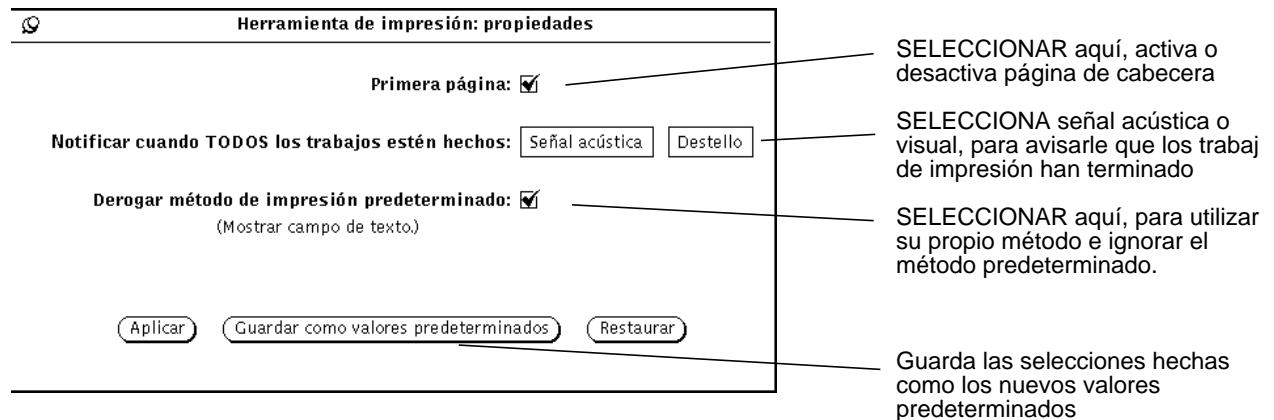 Herramienta de impresión: propiedades
Primera página:
Notificar cuando TODOS los trabajos estén hechos: Señal acústica Destello
Derogar método de impresión predeterminado:
(Mostrar campo de texto.)
Aplicar Guardar como valores predeterminados Restaurar
SELECCIONAR aquí, activa o
desactiva página de cabecera
SELECCIONA señal acústica o
visual, para avisarle que los trabaj
de impresión han terminado
SELECCIONAR aquí, para utilizar
su propio método e ignorar el
método predeterminado.
Guarda las selecciones hechas
como los nuevos valores
predeterminados